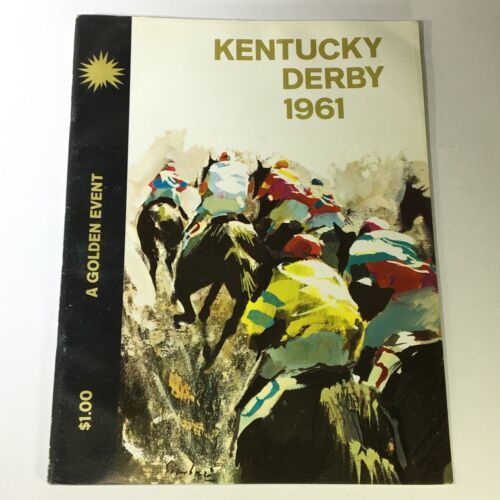 KENTUCKY
DERBY
1961
A GOLDEN EVENT
$1.00